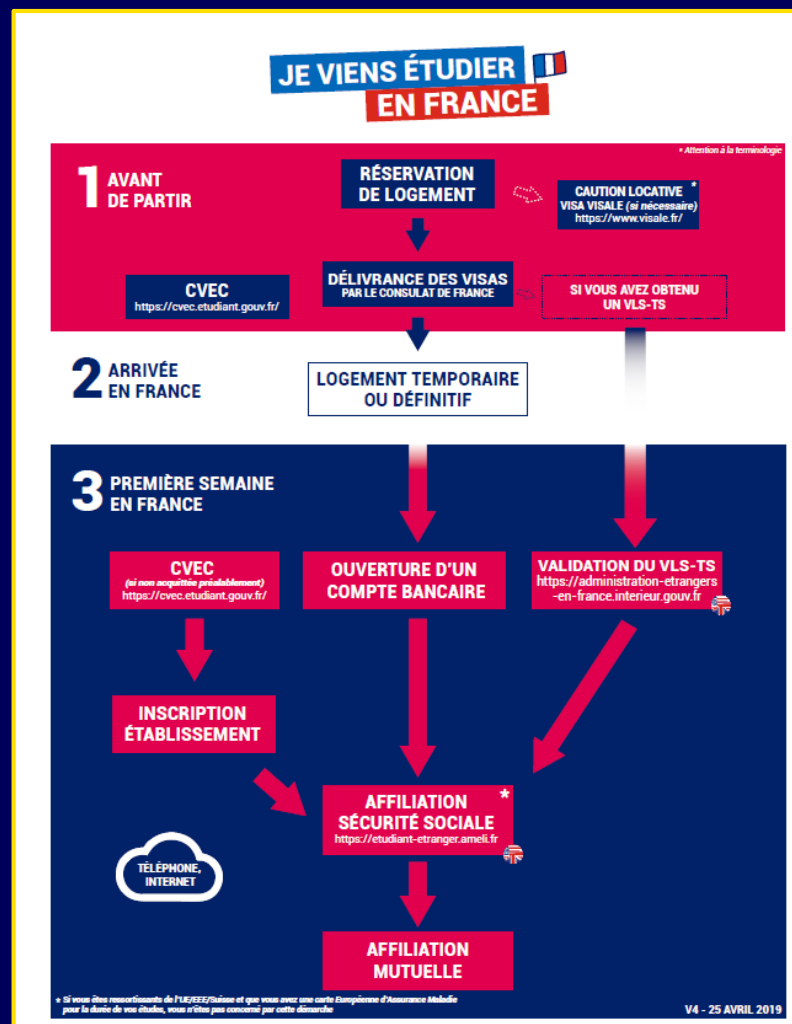 JE VIENS ÉTUDIER
EN FRANCE
* Attention à la terminologie
1 AVANT
DE PARTIR
RÉSERVATION
DE LOGEMENT
CAUTION LOCATIVE *
VISA VISALE (si nécessaire)
https://www.visale.fr/
CVEC
https://cvec.etudiant.gouv.fr/
DÉLIVRANCE DES VISAS
PAR LE CONSULAT DE FRANCE
SI VOUS AVEZ OBTENU
UN VLS-TS
2 ARRIVÉE
EN FRANCE
LOGEMENT TEMPORAIRE
OU DÉFINITIF
3 PREMIÈRE SEMAINE
EN FRANCE
CVEC
(si non acquittée préalablement)
https://cvec.etudiant.gouv.fr/
OUVERTURE D'UN
COMPTE BANCAIRE
VALIDATION DU VLS-TS
https://administration-etrangers
-en-france.interieur.gouv.fr
INSCRIPTION
ÉTABLISSEMENT
AFFILIATION *
SÉCURITÉ SOCIALE
https://etudiant-etranger.ameli.fr
TÉLÉPHONE,
INTERNET
AFFILIATION
MUTUELLE
* Si vous êtes ressortissants de l'UE/EEE/Suisse et que vous avez une carte Européenne d'Assurance Maladie
pour la durée de vos études, vous n'êtes pas concerné par cette démarche
V4 - 25 AVRIL 2019